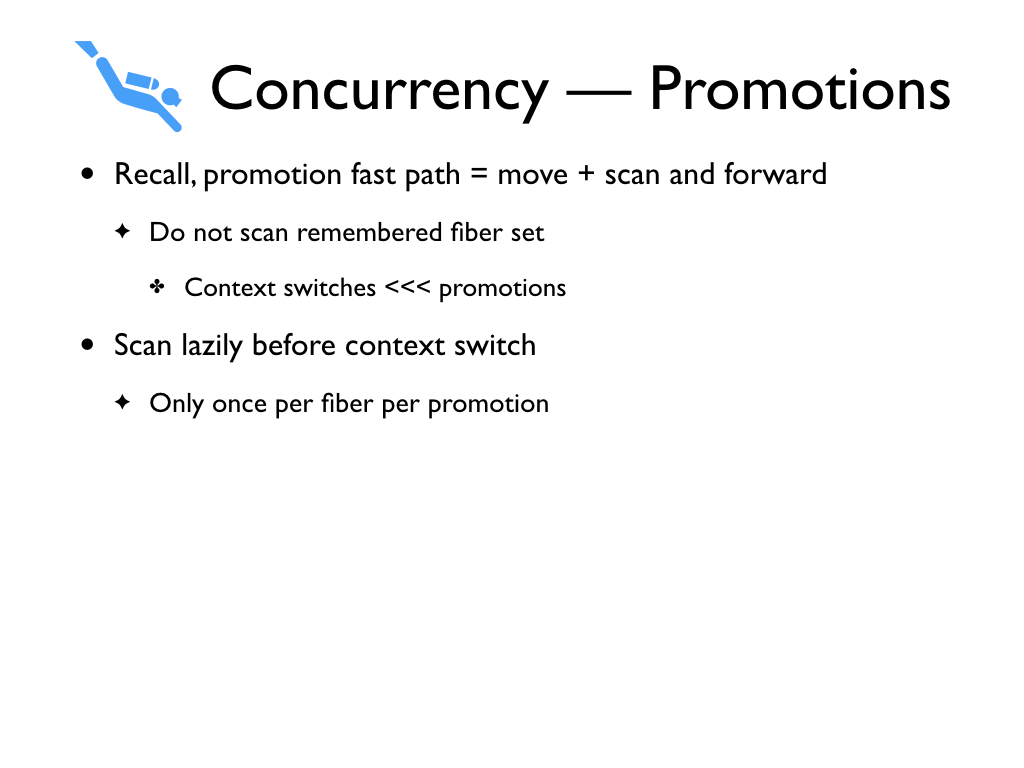 Concurrency — Promotions
• Recall, promotion fast path = move + scan and forward
✦ Do not scan remembered fiber set
✤ Context switches <<< promotions
• Scan lazily before context switch
✦ Only once per fiber per promotion